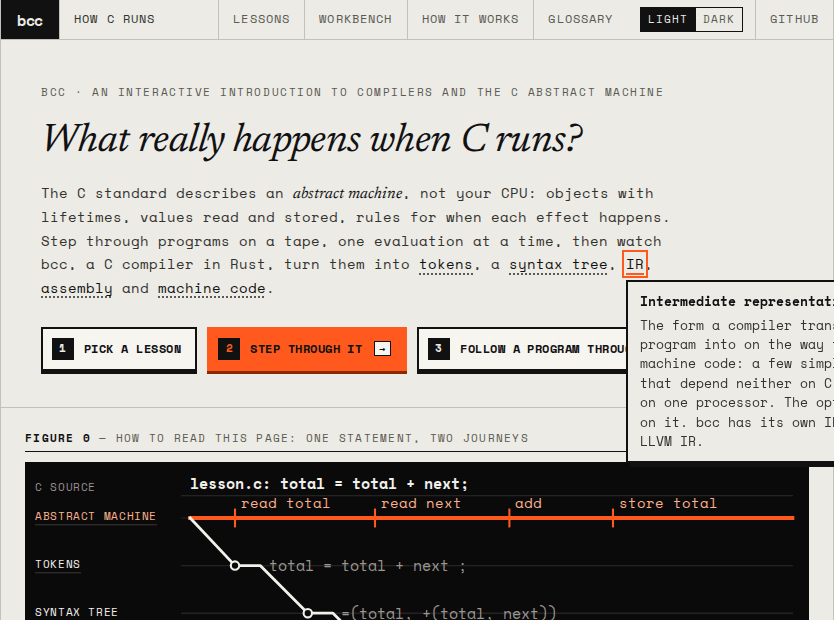 bcc HOW C RUNS LESSONS WORKBENCH HOW IT WORKS GLOSSARY LIGHT DARK GITHUB
BCC · AN INTERACTIVE INTRODUCTION TO COMPILERS AND THE C ABSTRACT MACHINE
What really happens when C runs?
The C standard describes an abstract machine, not your CPU: objects with
lifetimes, values read and stored, rules for when each effect happens.
Step through programs on a tape, one evaluation at a time, then watch
bcc, a C compiler in Rust, turn them into tokens, a syntax tree, IR,
assembly and machine code.
Intermediate representati
The form a compiler tran
program into on the way
machine code: a few simpl
that depend neither on C
on one processor. The op
on it. bcc has its own I
LLVM IR.
1 PICK A LESSON 2 STEP THROUGH IT → 3 FOLLOW A PROGRAM THROU
FIGURE 0 — HOW TO READ THIS PAGE: ONE STATEMENT, TWO JOURNEYS
C SOURCE lesson.c: total = total + next;
read total read next add store total
ABSTRACT MACHINE
TOKENS total = total + next ;
SYNTAX TREE =(total, +(total, next))